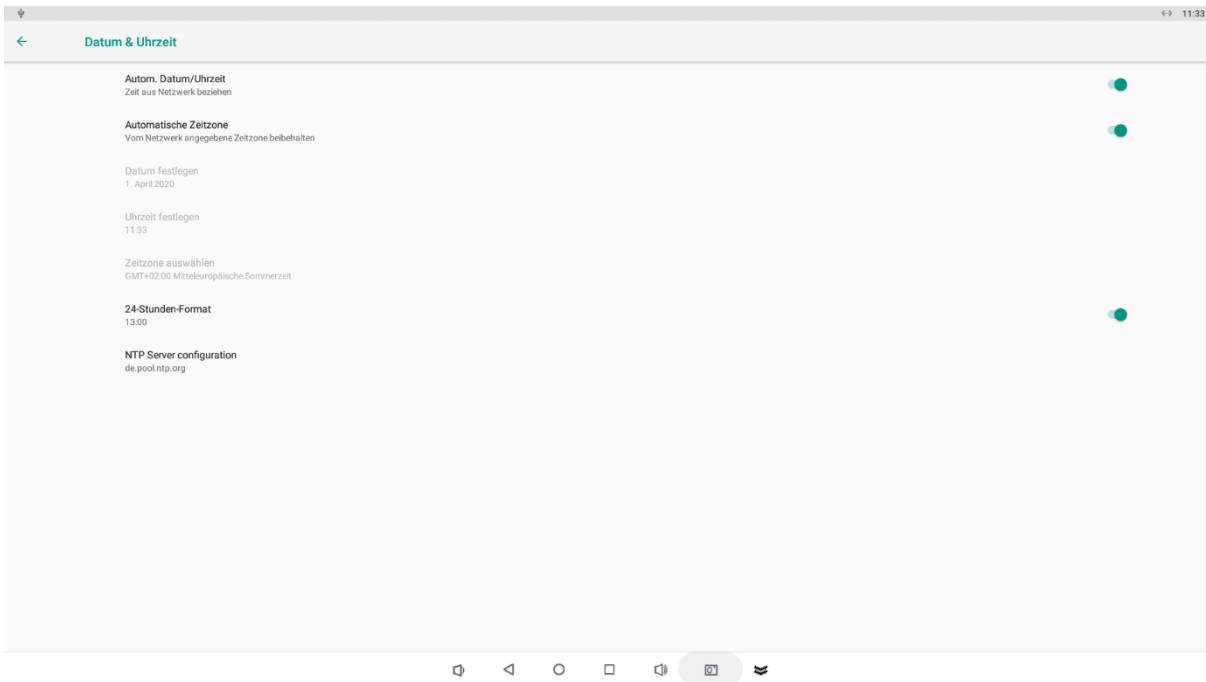 11:33
Datum & Uhrzeit
Autom. Datum/Uhrzeit
Zeit aus Netzwerk beziehen
Automatische Zeitzone
Vom Netzwerk angegebene Zeitzone beibehalten
Datum festlegen
1. April 2020
Uhrzeit festlegen
11:33
Zeitzone auswählen
GMT+02:00 Mitteleuropäische Sommerzeit
24-Stunden-Format
13:00
NTP Server configuration
de.pool.ntp.org